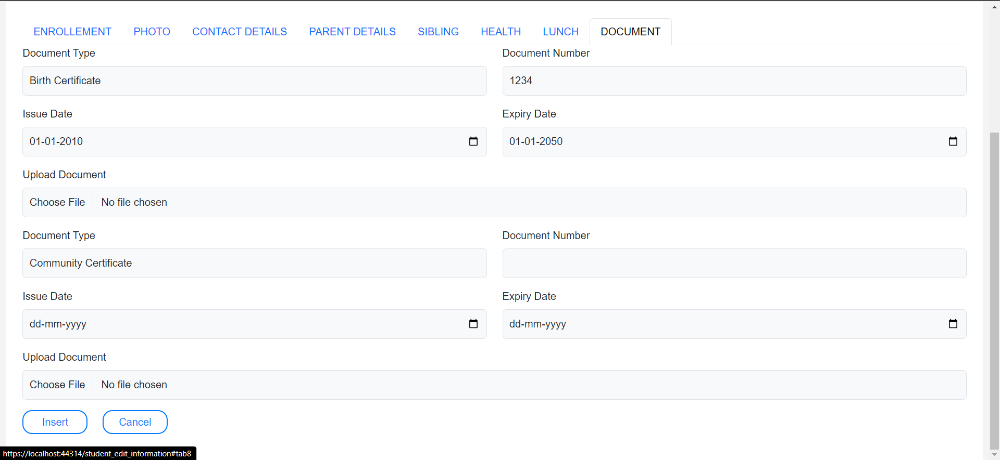 ENROLLEMENT PHOTO CONTACT DETAILS PARENT DETAILS SIBLING HEALTH LUNCH DOCUMENT
Document Type Document Number
Birth Certificate 1234
Issue Date Expiry Date
01-01-2010 01-01-2050
Upload Document
Choose File No file chosen
Document Type Document Number
Community Certificate
Issue Date Expiry Date
dd-mm-yyyy dd-mm-yyyy
Upload Document
Choose File No file chosen
Insert Cancel
https://localhost:44314/student_edit_information#tab8